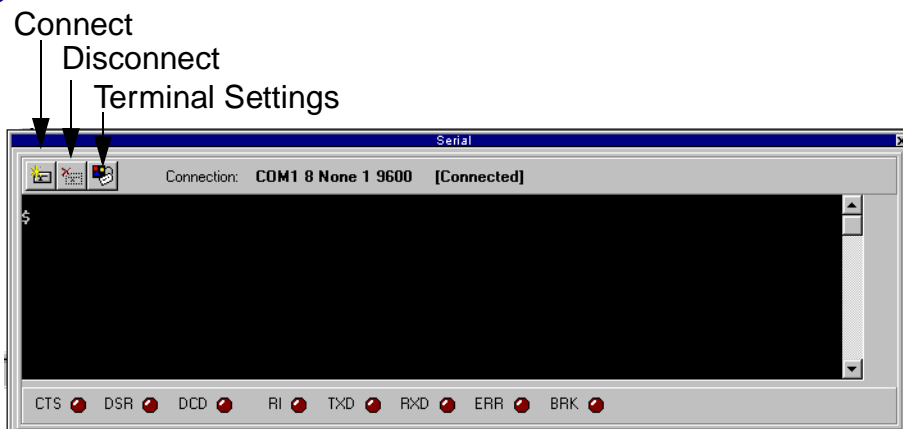 Connect
Disconnect
Terminal Settings
Serial
Connection: COM1 8 None 1 9600 [Connected]
$
CTS DSR DCD RI TXD RXD ERR BRK